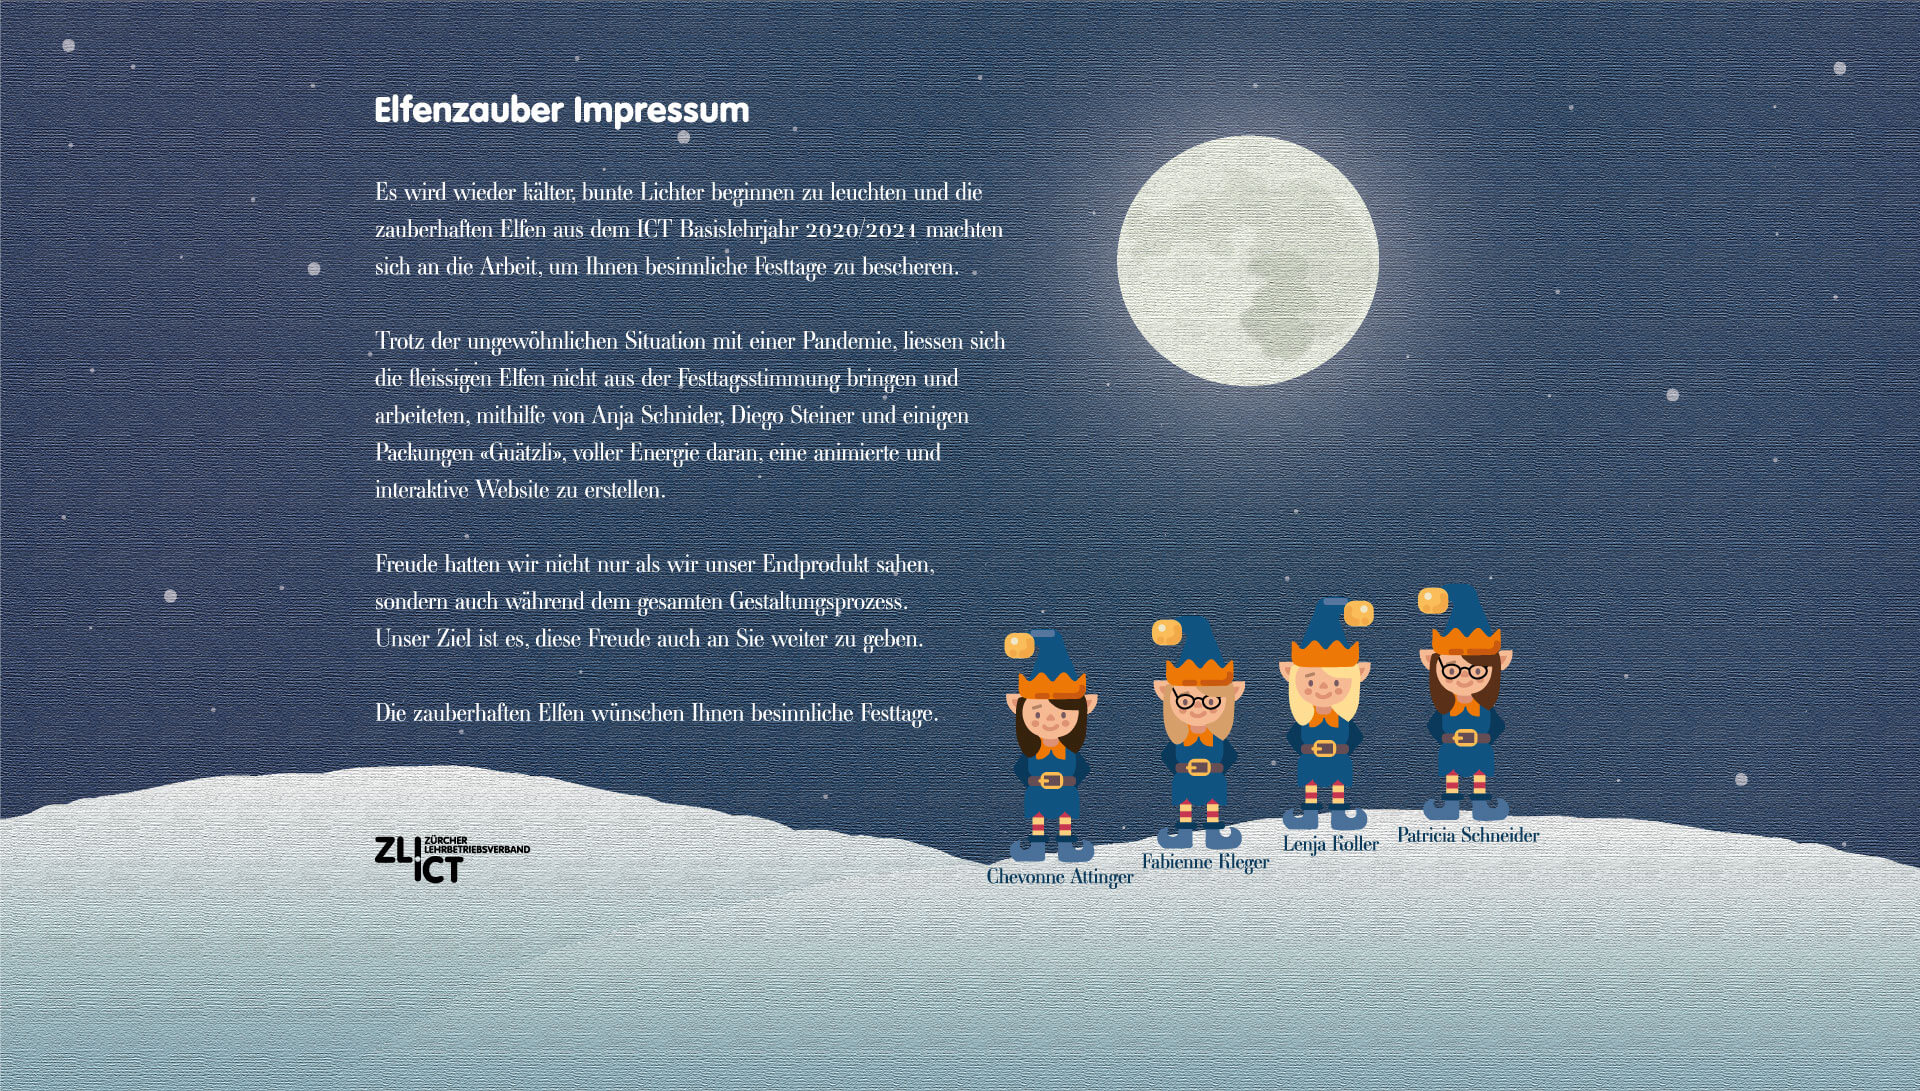 Elfenzauber Impressum
Es wird wieder kälter, bunte Lichter beginnen zu leuchten und die
zauberhaften Elfen aus dem ICT Basislehrjahr 2020/2021 machten
sich an die Arbeit, um Ihnen besinnliche Festtage zu bescheren.
Trotz der ungewöhnlichen Situation mit einer Pandemie, liessen sich
die fleissigen Elfen nicht aus der Festtagsstimmung bringen und
arbeiteten, mithilfe von Anja Schnider, Diego Steiner und einigen
Packungen «Guätzli», voller Energie daran, eine animierte und
interaktive Website zu erstellen.
Freude hatten wir nicht nur als wir unser Endprodukt sahen,
sondern auch während dem gesamten Gestaltungsprozess.
Unser Ziel ist es, diese Freude auch an Sie weiter zu geben.
Die zauberhaften Elfen wünschen Ihnen besinnliche Festtage.
ZLI ICT
ZÜRCHER
LEHRBETRIEBSVERBAND
Chevonne Attinger
Fabienne Kleger
Lenja Koller
Patricia Schneider